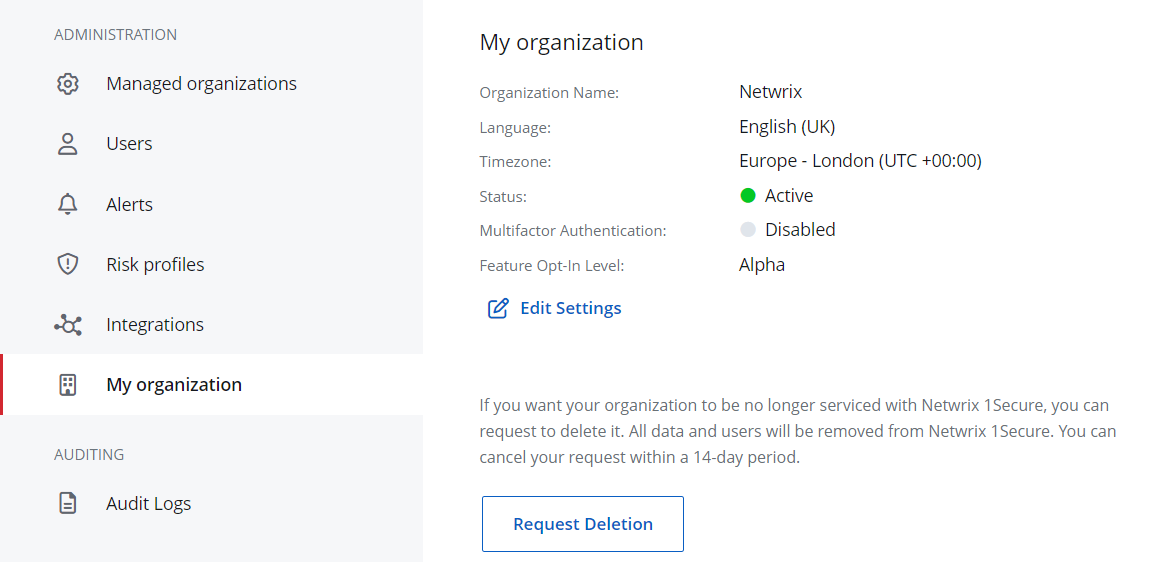 ADMINISTRATION
Managed organizations
Users
Alerts
Risk profiles
Integrations
My organization
AUDITING
Audit Logs
My organization
Organization Name: Netwrix
Language: English (UK)
Timezone: Europe - London (UTC +00:00)
Status: Active
Multifactor Authentication: Disabled
Feature Opt-In Level: Alpha
Edit Settings
If you want your organization to be no longer serviced with Netwrix 1Secure, you can
request to delete it. All data and users will be removed from Netwrix 1Secure. You can
cancel your request within a 14-day period.
Request Deletion